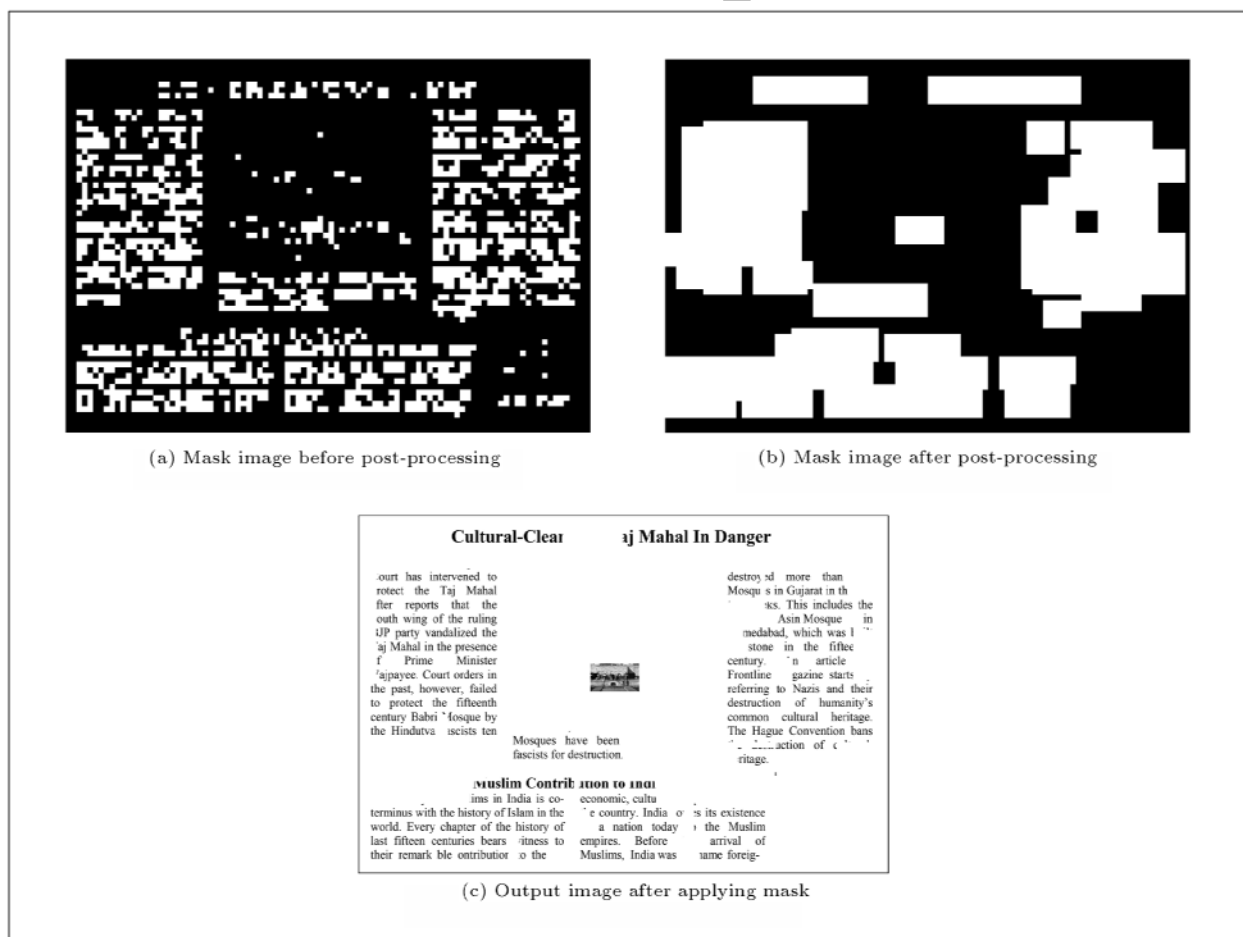 (a) Mask image before post-processing
(b) Mask image after post-processing
Cultural-Clear
Mahal In Danger
ourt has intervened to
rotect the Taj Mahal
fter reports that the
outh wing of the ruling
JP party vandalized the
aj Mahal in the presence
f Prime Minister
ajpayee. Court orders in
the past, however, failed
to protect the fifteenth
century Babri Mosque by
the Hindutva ascists ten
Mosques have been
fascists for destruction.
destroyed more than
Mosqu s in Gujarat in th
ks. This includes the
Asin Mosque in
medabad, which was
stone in the fiftee
century. n article
Frontline gazine starts
referring to Nazis and their
destruction of humanity's
common cultural heritage.
The Hague Convention bans
action of
ritage.
Muslim Contrib
ims in India is co-
terminus with the history of Islam in the
world. Every chapter of the history of
last fifteen centuries bears itness to
their remark ble ontribution to the
economic, cultu
e country. India o es its existence
a nation today the Muslim
empires. Before arrival of
Muslims, India was ame foreig-
(c) Output image after applying mask